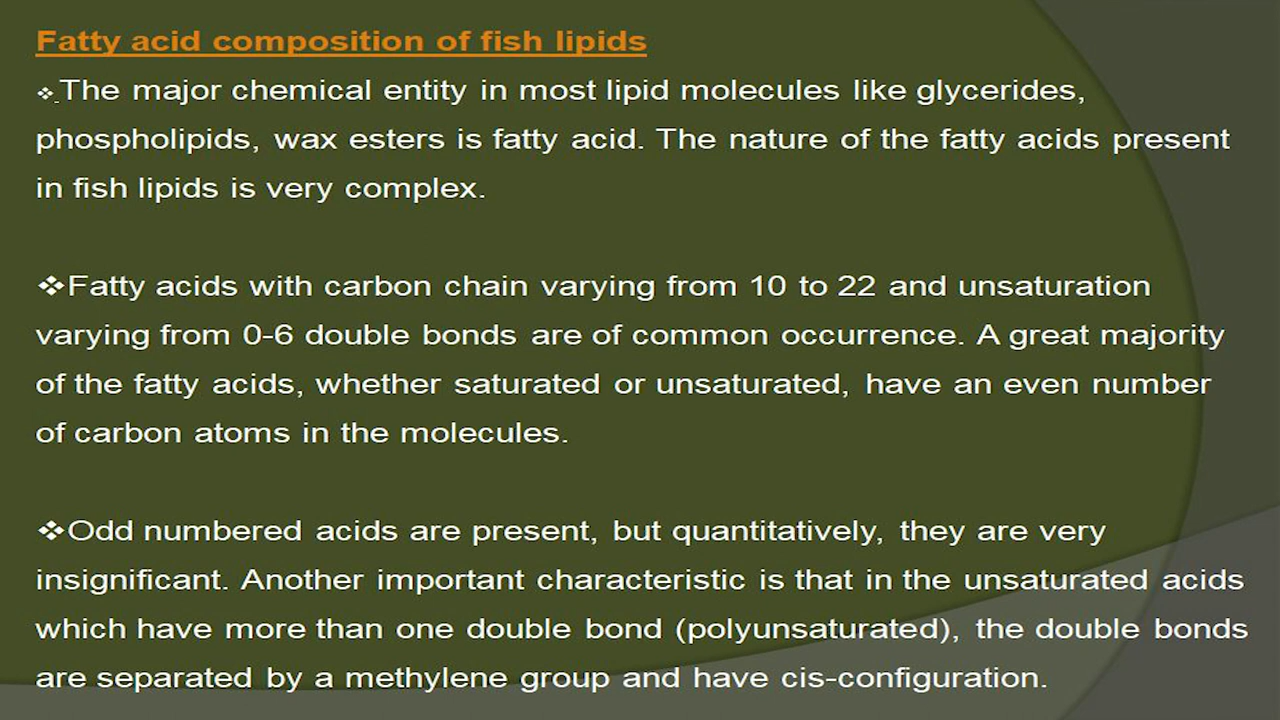 Fatty acid composition of fish lipids
❖ The major chemical entity in most lipid molecules like glycerides,
phospholipids, wax esters is fatty acid. The nature of the fatty acids present
in fish lipids is very complex.
❖Fatty acids with carbon chain varying from 10 to 22 and unsaturation
varying from 0-6 double bonds are of common occurrence. A great majority
of the fatty acids, whether saturated or unsaturated, have an even number
of carbon atoms in the molecules.
❖Odd numbered acids are present, but quantitatively, they are very
insignificant. Another important characteristic is that in the unsaturated acids
which have more than one double bond (polyunsaturated), the double bonds
are separated by a methylene group and have cis-configuration.